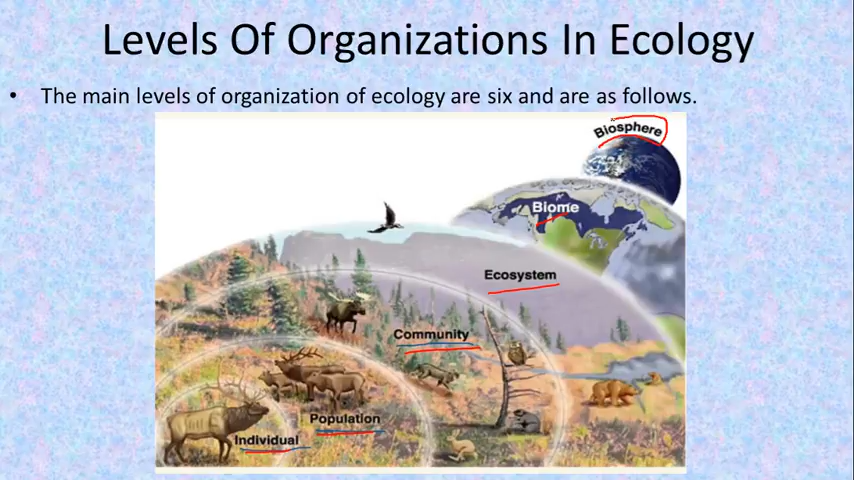 Levels Of Organizations In Ecology
• The main levels of organization of ecology are six and are as follows.
Biosphere
Biome
Ecosystem
Community
Population
Individual